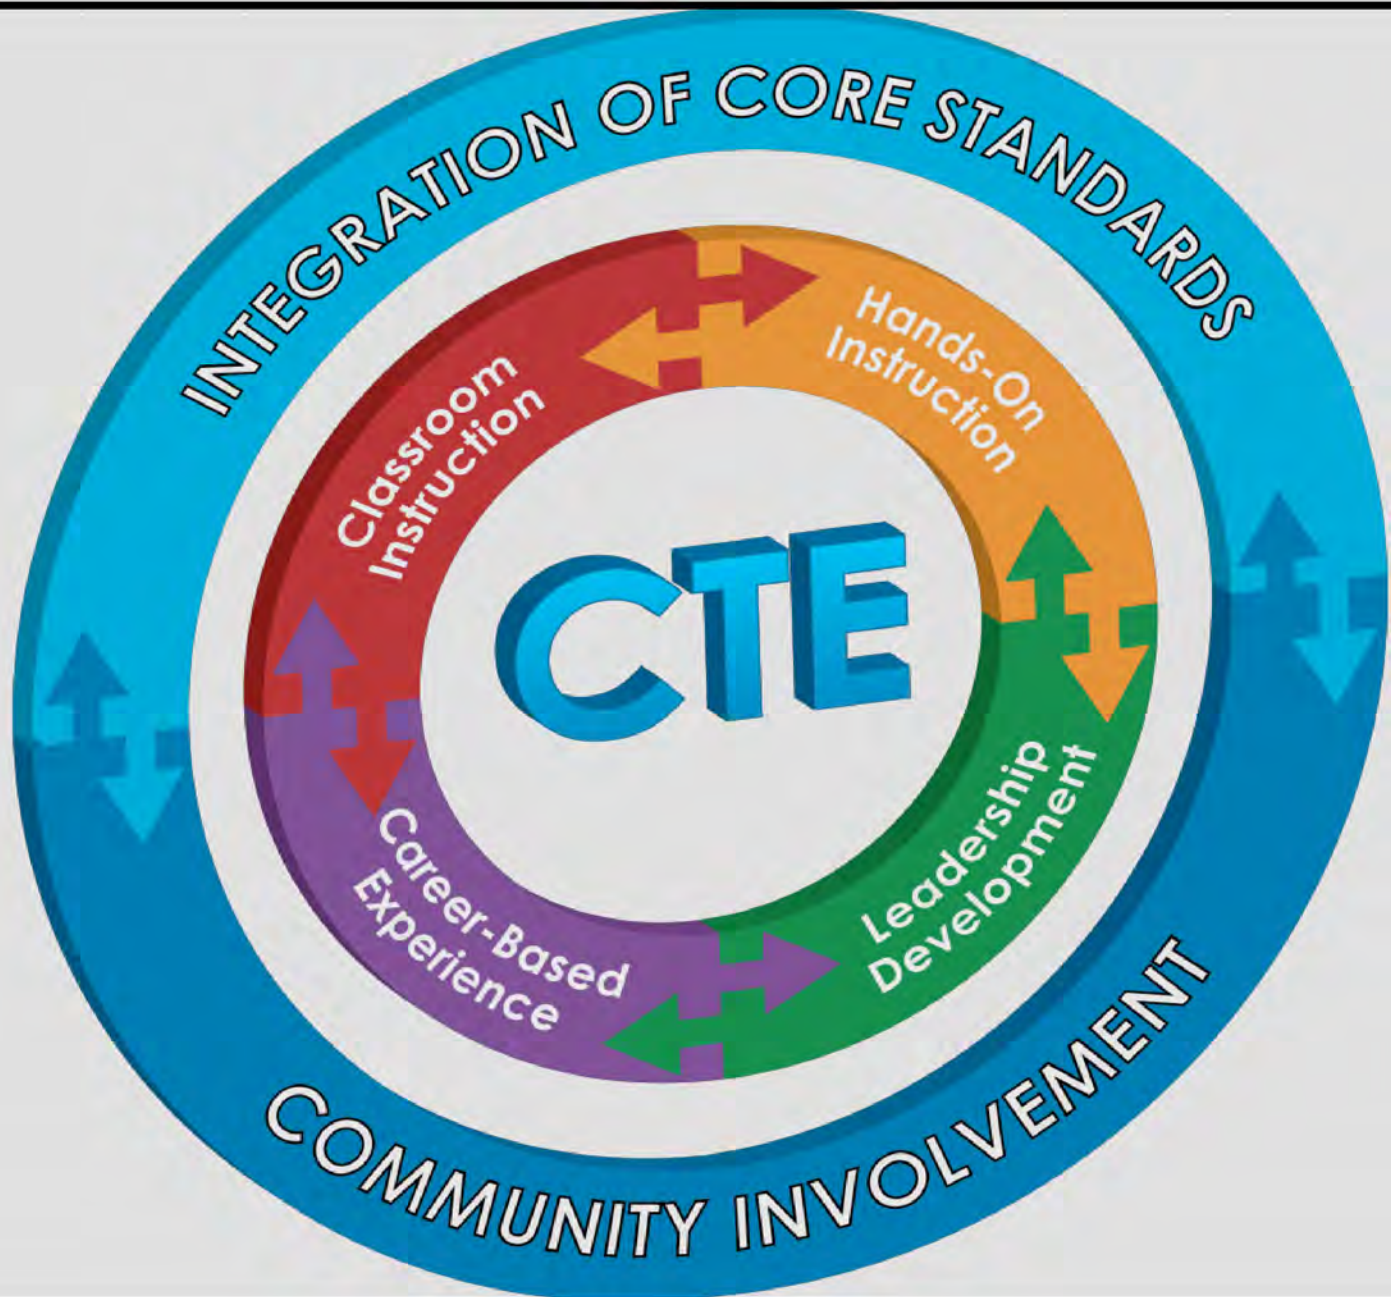 INTEGRATION OF CORE STANDARDS
Classroom
Instruction
Hands-On
Instruction
CTE
Career-Based
Experience
Leadership
Development
COMMUNITY INVOLVEMENT